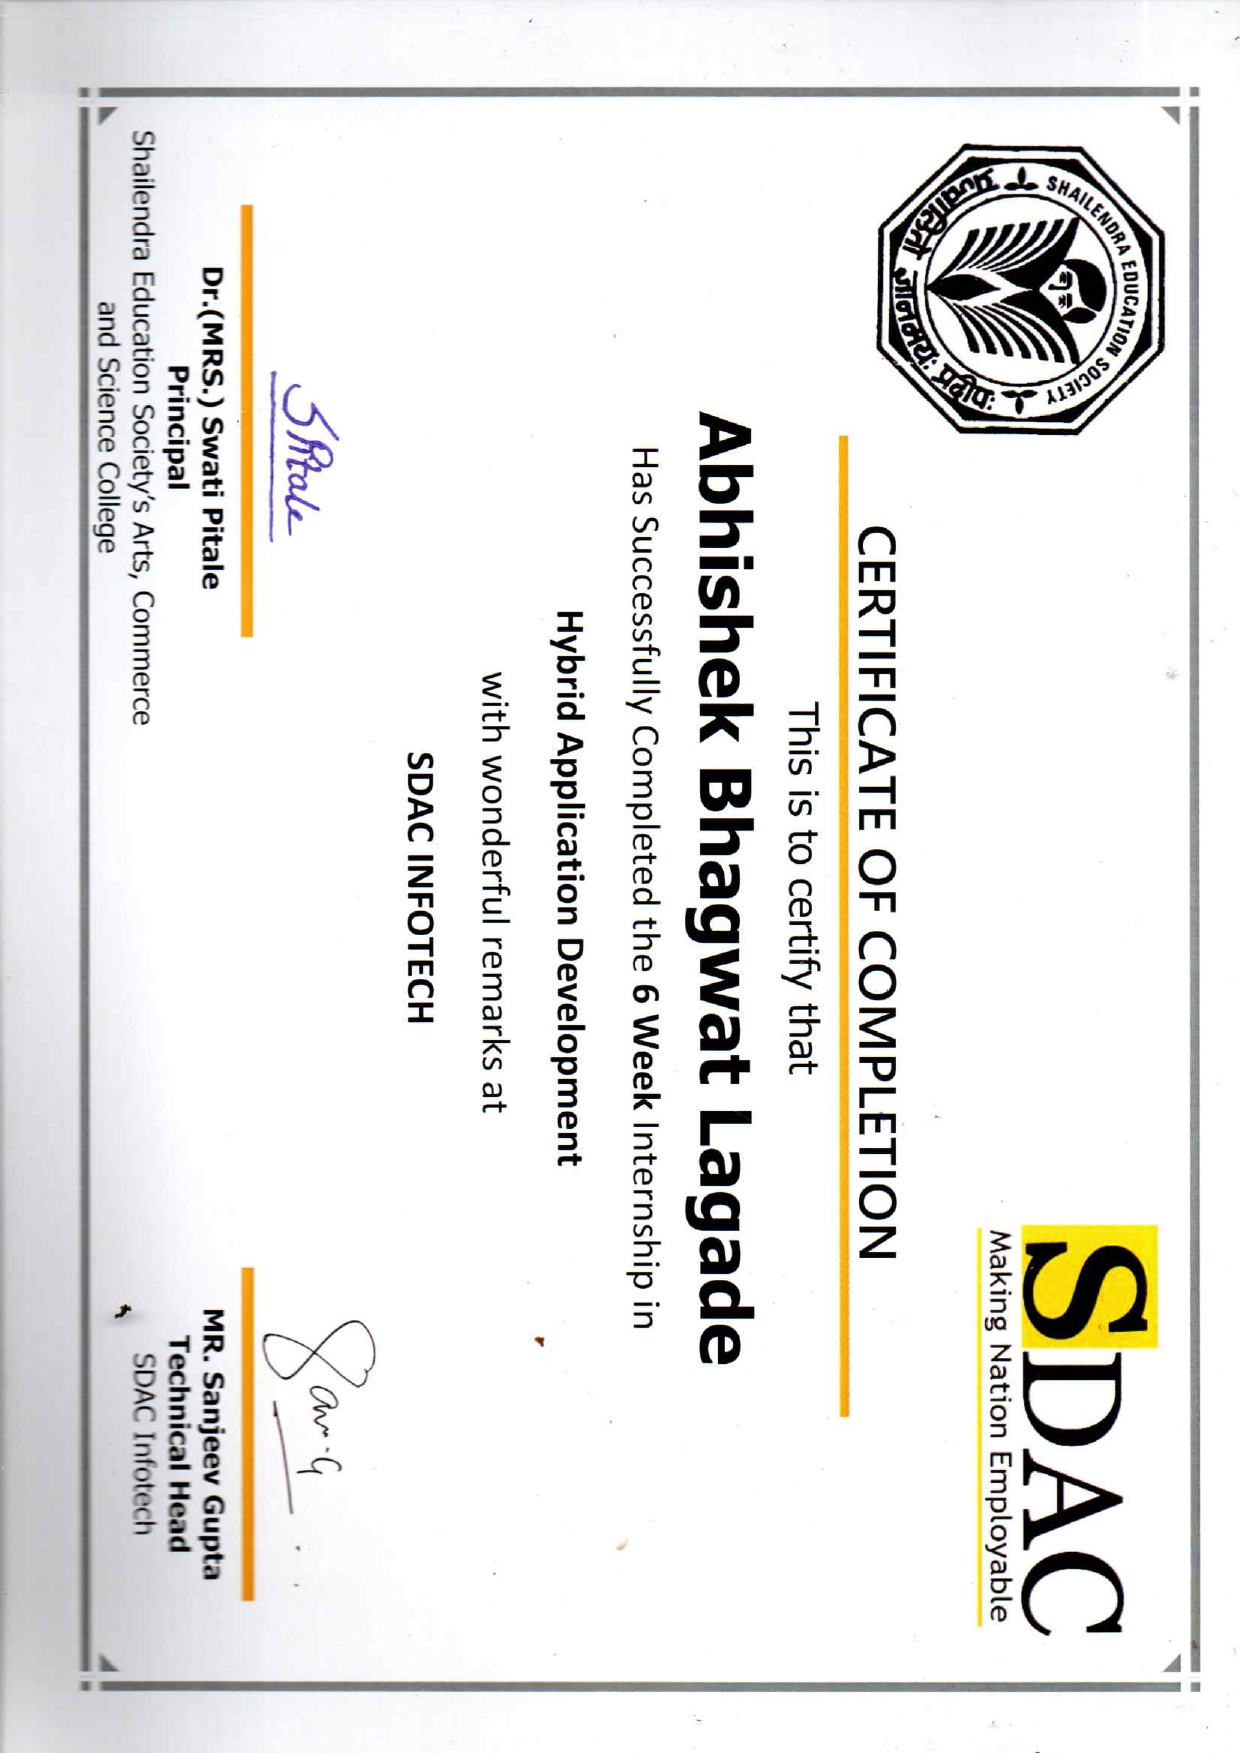 SHAILENDRA EDUCATION SOCIETY
प्रज्वालितो ज्ञानमयः प्रदीपः
SDAC
Making Nation Employable
CERTIFICATE OF COMPLETION
This is to certify that
Abhishek Bhagwat Lagade
Has Successfully Completed the 6 Week Internship in
Hybrid Application Development
with wonderful remarks at
SDAC INFOTECH
S Pitale
San.G
Dr.(MRS.) Swati Pitale
Principal
Shailendra Education Society's Arts, Commerce
and Science College
MR. Sanjeev Gupta
Technical Head
SDAC Infotech